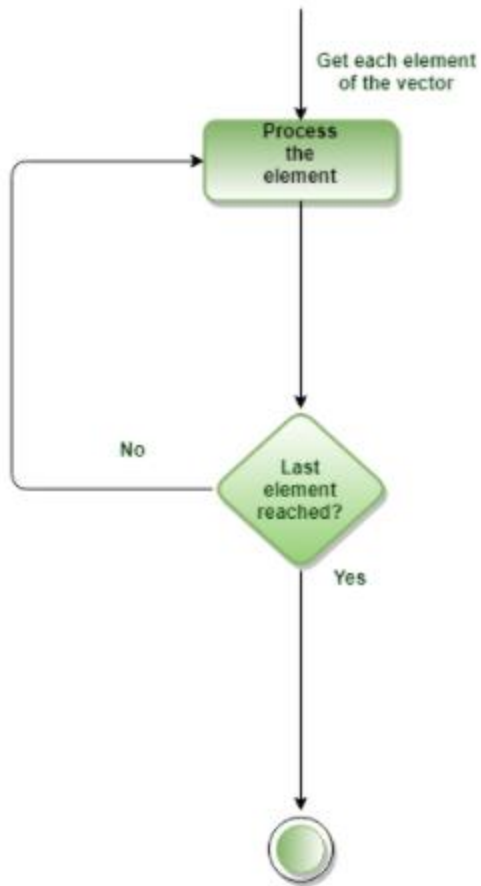 Get each element
of the vector
Process
the
element
No
Last
element
reached?
Yes